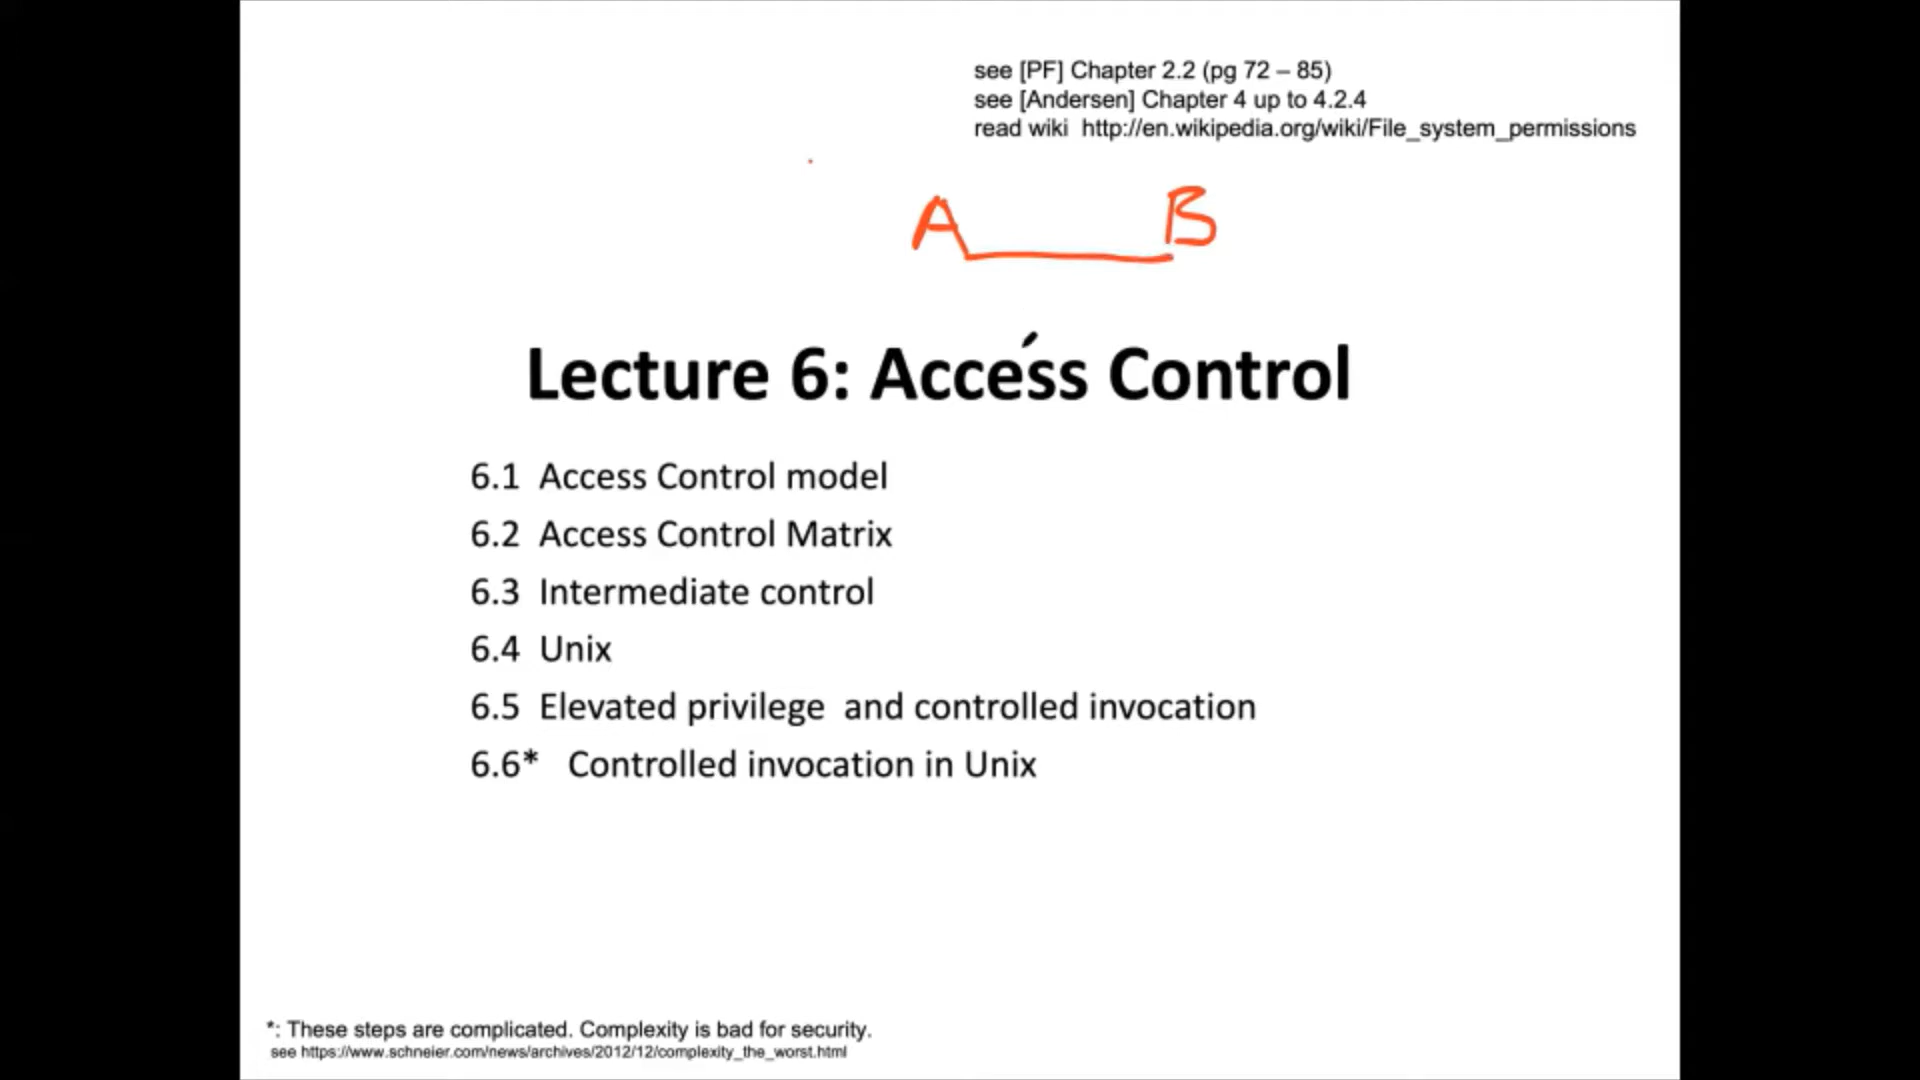 see [PF] Chapter 2.2 (pg 72 – 85)
see [Andersen] Chapter 4 up to 4.2.4
read wiki http://en.wikipedia.org/wiki/File_system_permissions
A B
Lecture 6: Access Control
6.1 Access Control model
6.2 Access Control Matrix
6.3 Intermediate control
6.4 Unix
6.5 Elevated privilege and controlled invocation
6.6* Controlled invocation in Unix
*: These steps are complicated. Complexity is bad for security.
see https://www.schneier.com/news/archives/2012/12/complexity_the_worst.html